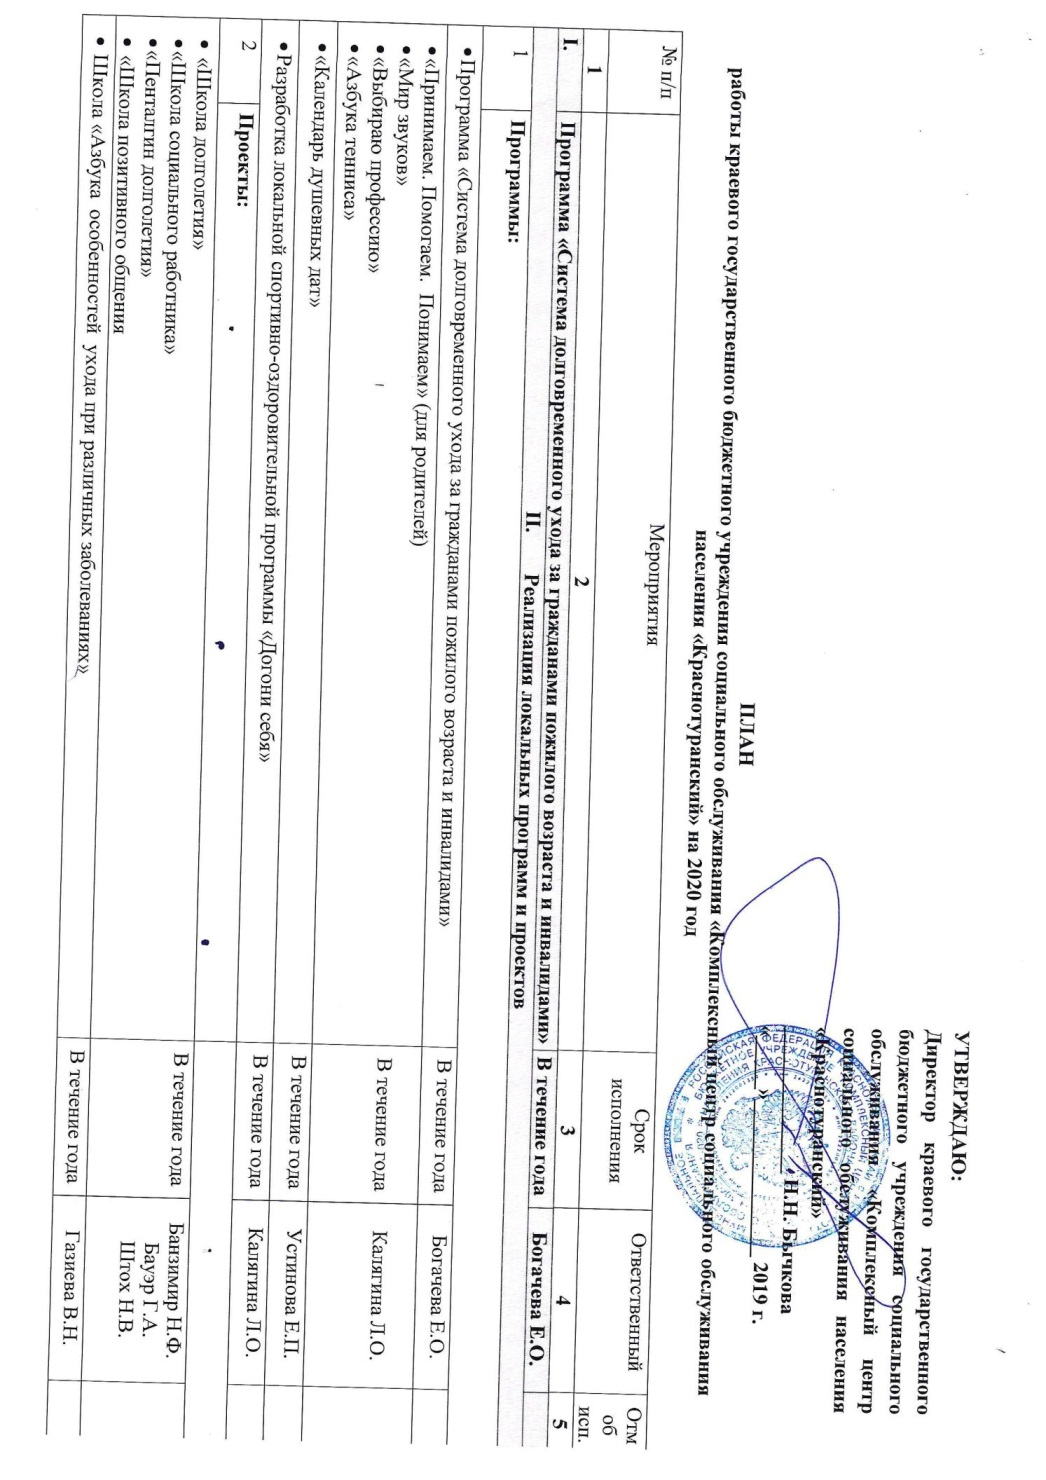 УТВЕРЖДАЮ:
Директор краевого государственного
бюджетного учреждения социального
обслуживания «Комплексный центр
социального обслуживания населения
«Краснотуранский»
Н.Н. Бычкова
« » 2019 г.
ПЛАН
работы краевого государственного бюджетного учреждения социального обслуживания «Комплексный центр социального обслуживания
населения «Краснотуранский» на 2020 год
№ п/п Мероприятия Срок исполнения Ответственный Отм об исп.
1 2 3 4 5
I. Программа «Система долговременного ухода за гражданами пожилого возраста и инвалидами» В течение года Богачева Е.О.
II. Реализация локальных программ и проектов
1 Программы:
• Программа «Система долговременного ухода за гражданами пожилого возраста и инвалидами» В течение года Богачева Е.О.
• «Принимаем. Помогаем. Понимаем» (для родителей)
• «Мир звуков»
• «Выбираю профессию» В течение года Калягина Л.О.
• «Азбука тенниса»
• «Календарь душевных дат»
• Разработка локальной спортивно-оздоровительной программы «Догони себя» В течение года Устинова Е.П.
2 Проекты: В течение года Калягина Л.О.
• «Школа долголетия»
• «Школа социального работника» В течение года Банзимир Н.Ф.
• «Пенталгин долголетия» Бауэр Г.А.
• «Школа позитивного общения Штох Н.В.
• Школа «Азбука особенностей ухода при различных заболеваниях» В течение года Газиева В.Н.